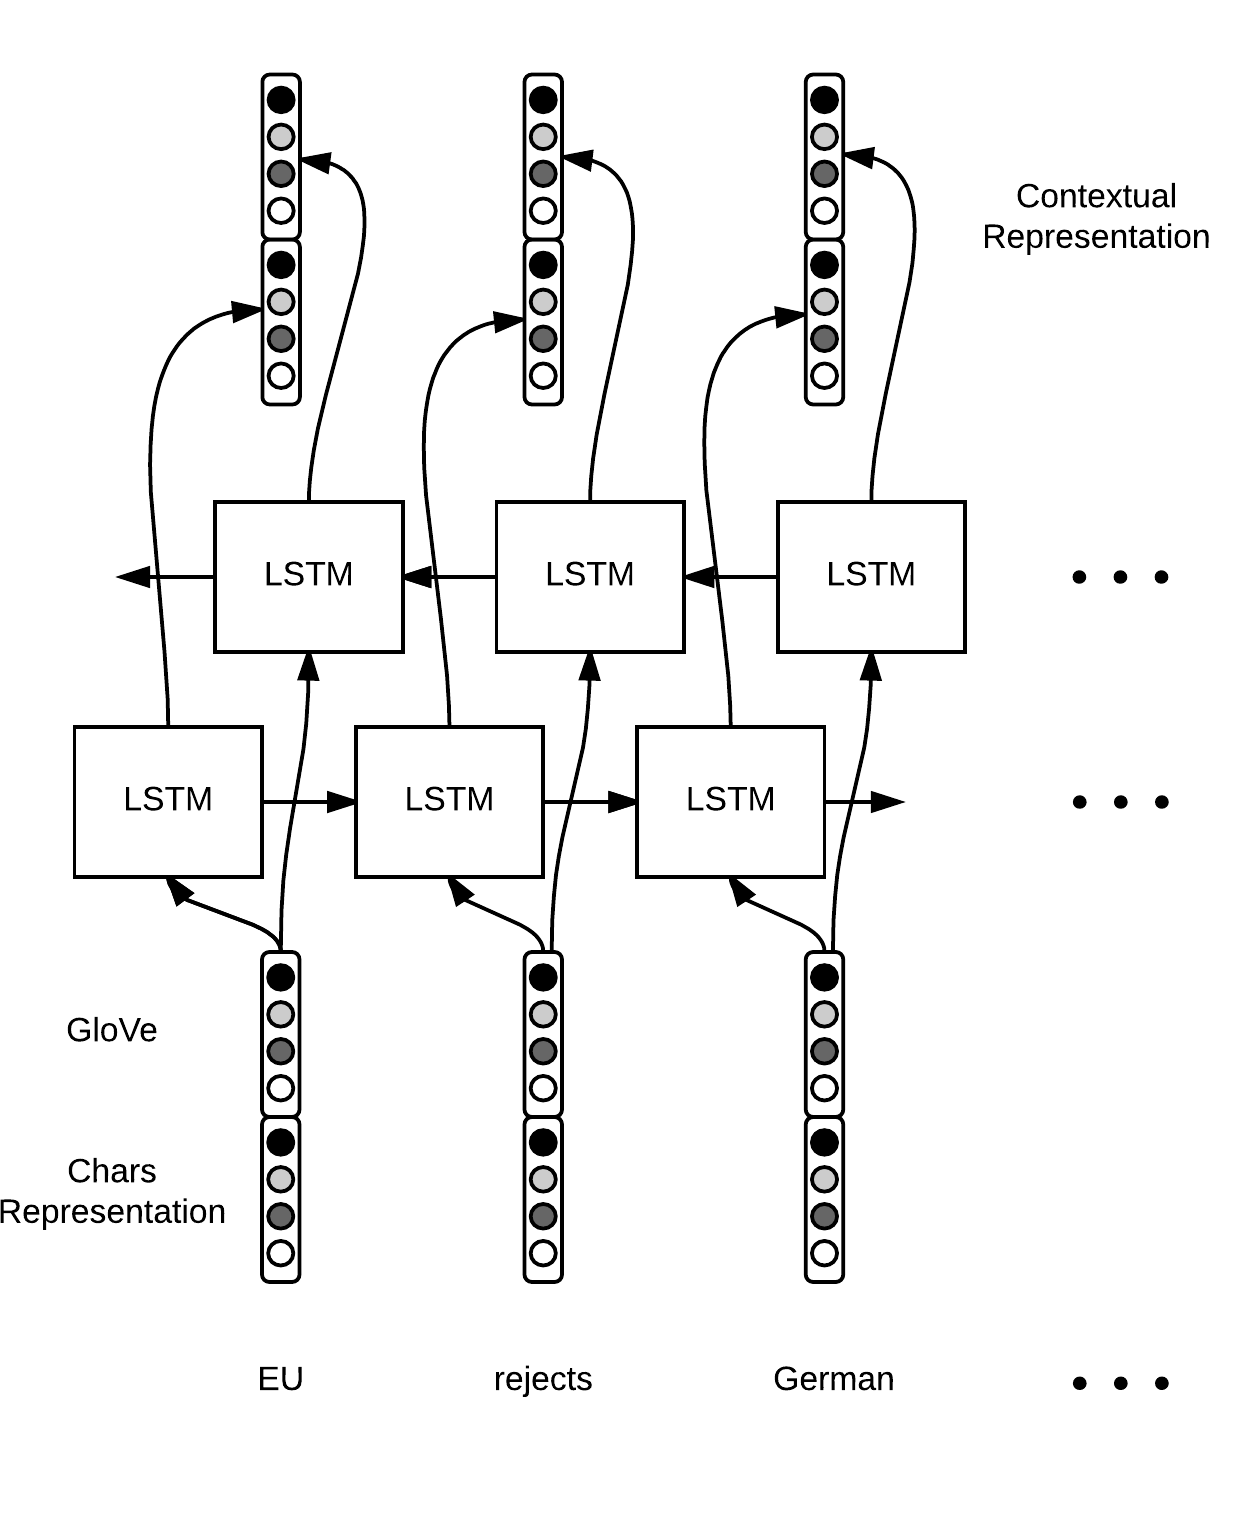 Contextual
Representation
LSTM LSTM LSTM
LSTM LSTM LSTM
GloVe
Chars
Representation
EU rejects German